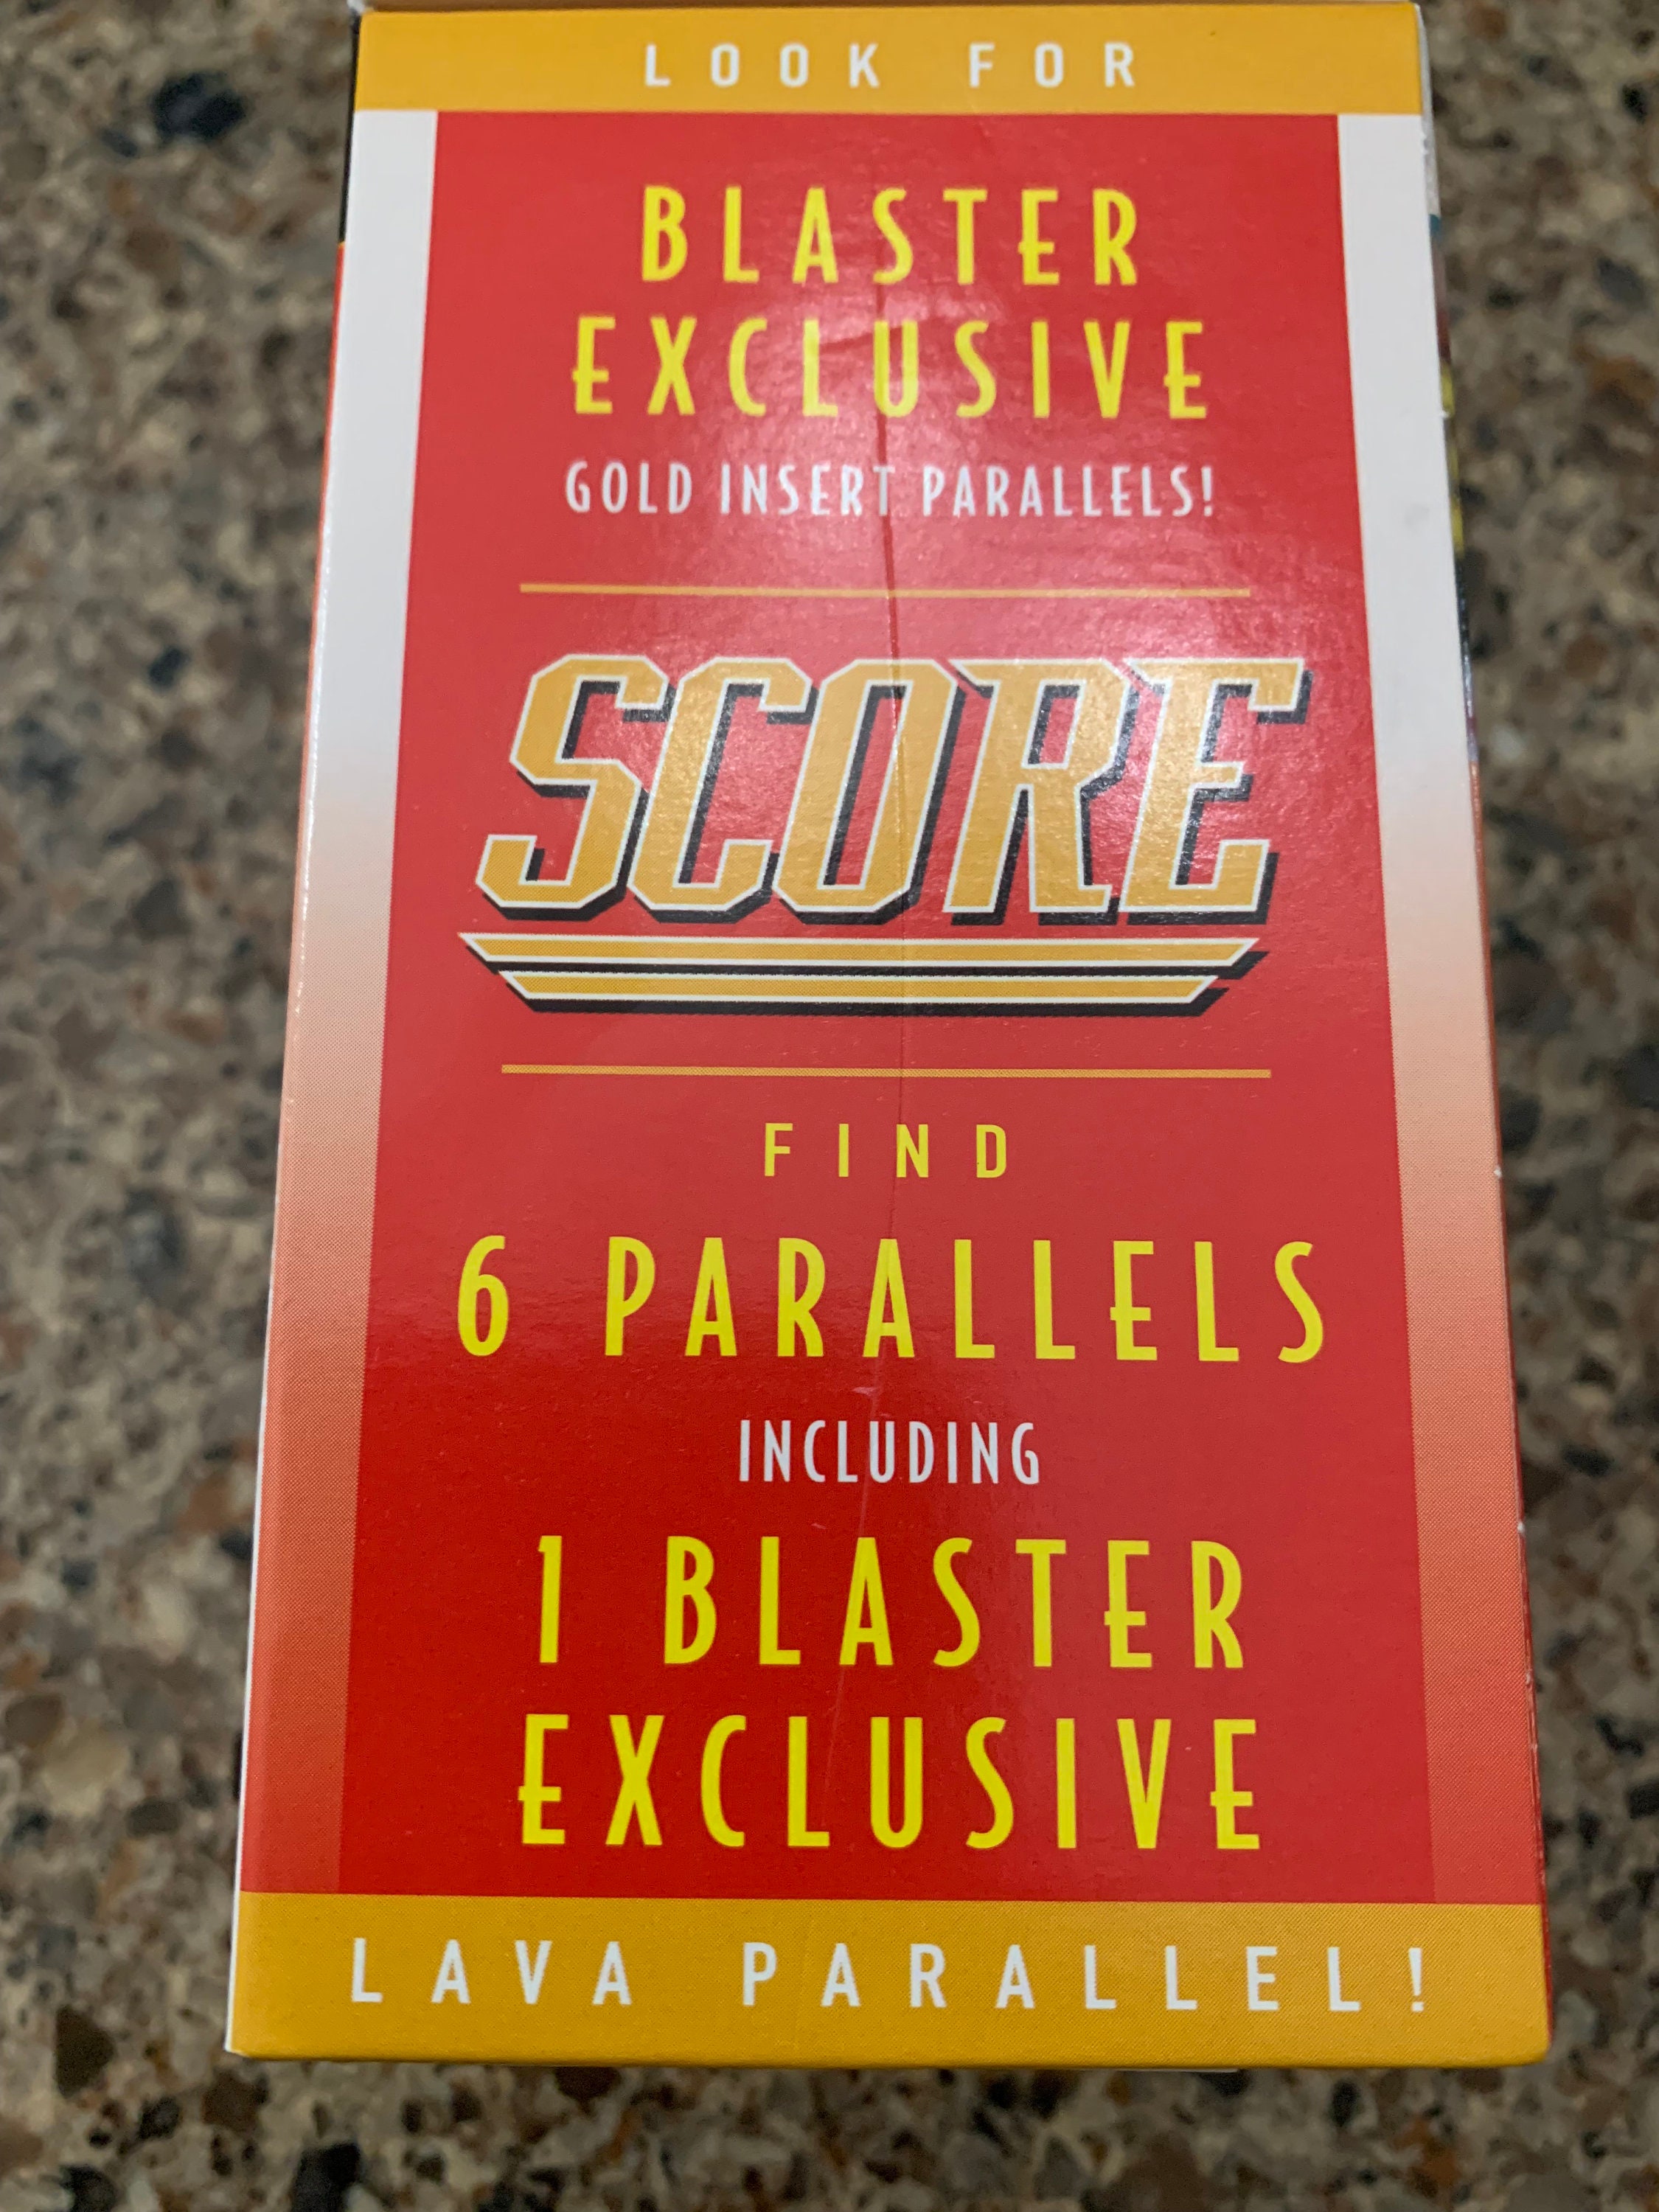 LOOK FOR
BLASTER
EXCLUSIVE
GOLD INSERT PARALLELS!
SCORE
FIND
6 PARALLELS
INCLUDING
1 BLASTER
EXCLUSIVE
LAVA PARALLEL!